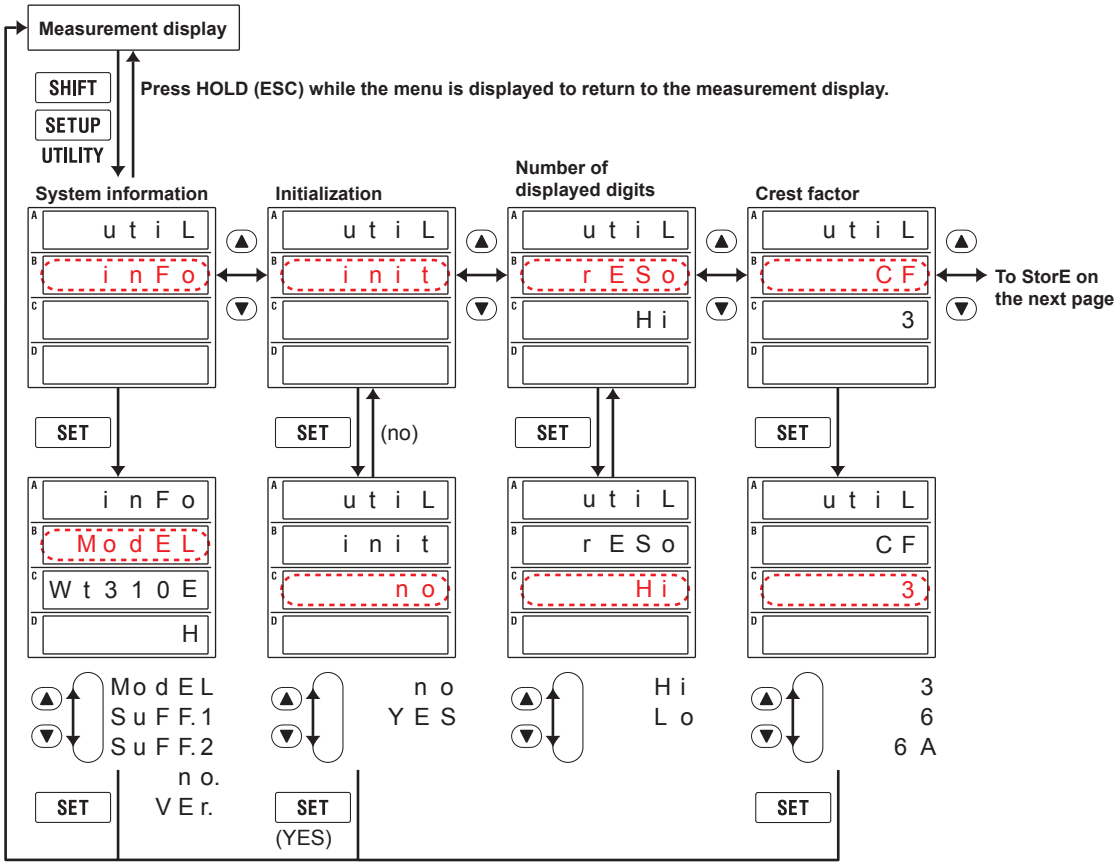 Measurement display
SHIFT
Press HOLD (ESC) while the menu is displayed to return to the measurement display.
SETUP
UTILITY
System information
Initialization
Number of
displayed digits
Crest factor
A utiL
B inFo
C
D
A utiL
B init
C
D
A utiL
B rESo
C Hi
D
A utiL
B CF
C 3
D
To StorE on
the next page
SET
SET
(no)
SET
SET
A inFo
B ModEL
C Wt310E
D H
A utiL
B init
C no
D
A utiL
B rESo
C Hi
D
A utiL
B CF
C 3
D
ModEL
SuFF.1
SuFF.2
no.
VEr.
no
YES
Hi
Lo
3
6
6A
SET
SET
(YES)
SET